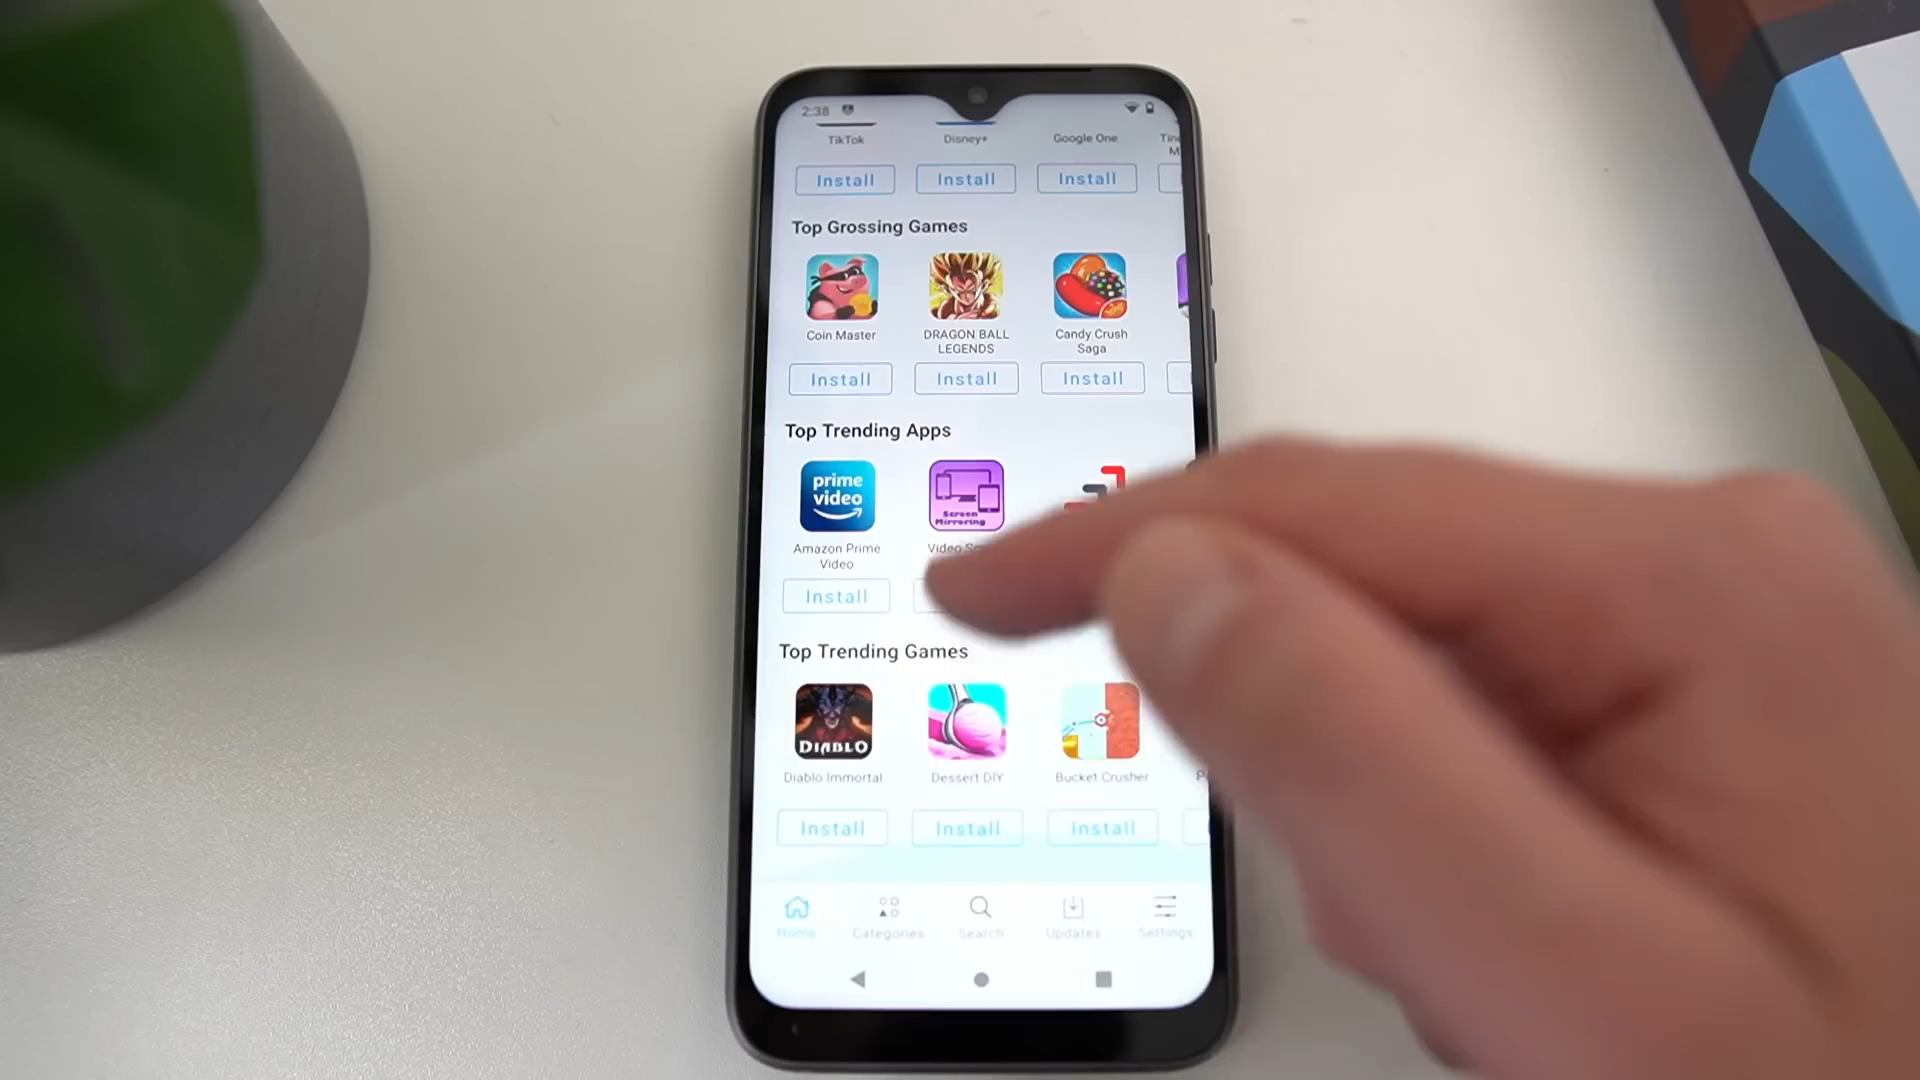 2:38
TikTok
Disney+
Google One
Install
Install
Install
Top Grossing Games
Coin Master
DRAGON BALL
LEGENDS
Candy Crush
Saga
Install
Install
Install
Top Trending Apps
prime
video
Screen
Mirroring
Amazon Prime
Video
Video
Install
Top Trending Games
DIABLO
Diablo Immortal
Dessert DIY
Bucket Crusher
Install
Install
Install
Home
Categories
Search
Updates
Settings